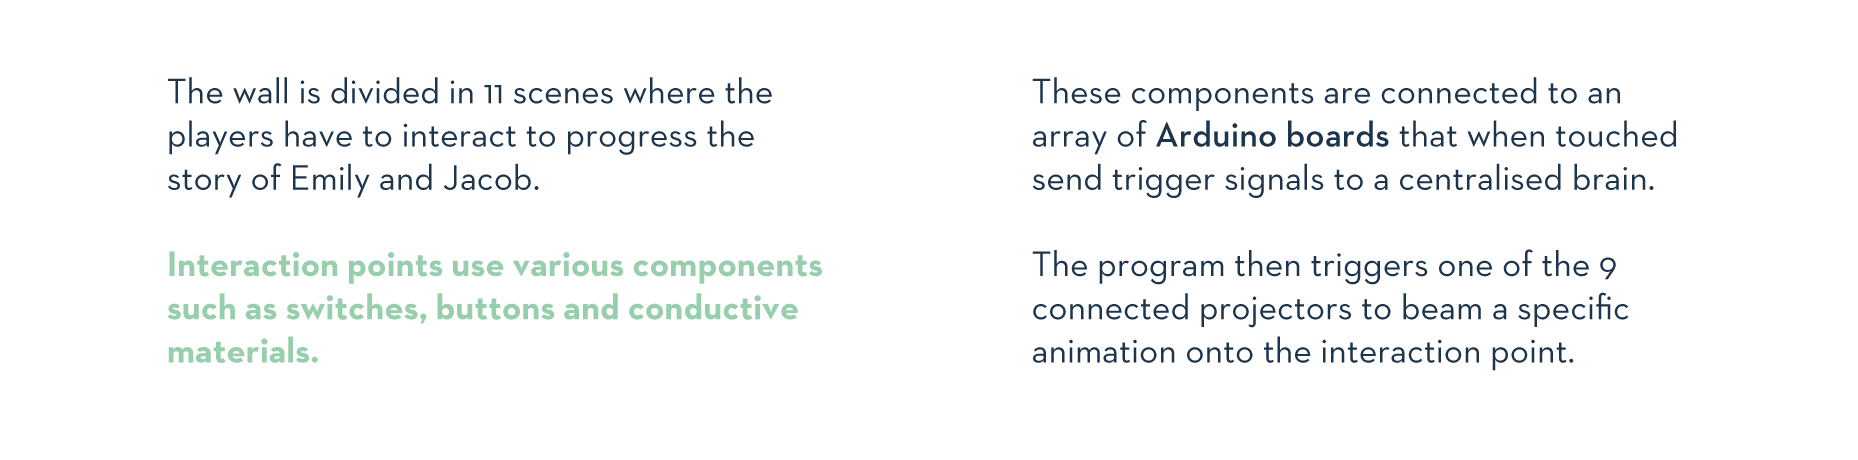 The wall is divided in 11 scenes where the
players have to interact to progress the
story of Emily and Jacob.
Interaction points use various components
such as switches, buttons and conductive
materials.
These components are connected to an
array of Arduino boards that when touched
send trigger signals to a centralised brain.
The program then triggers one of the 9
connected projectors to beam a specific
animation onto the interaction point.